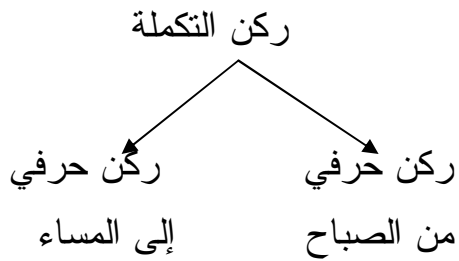 ركن التكملة
ركن حرفي ركن حرفي
من الصباح إلى المساء